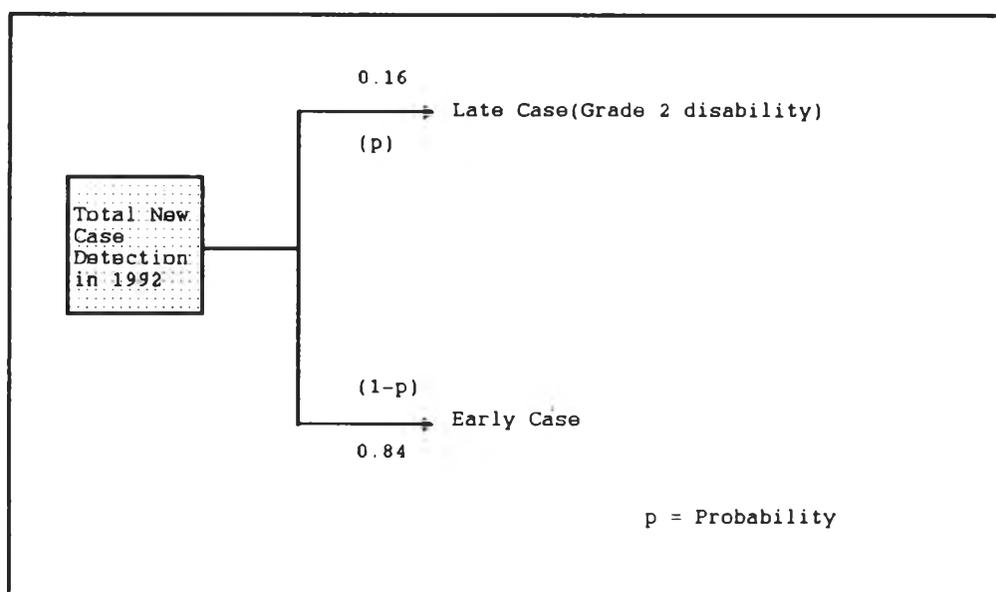 0.16
Late Case(Grade 2 disability)
(p)
Total New
Case
Detection
in 1992
(1-p)
Early Case
0.84
p = Probability